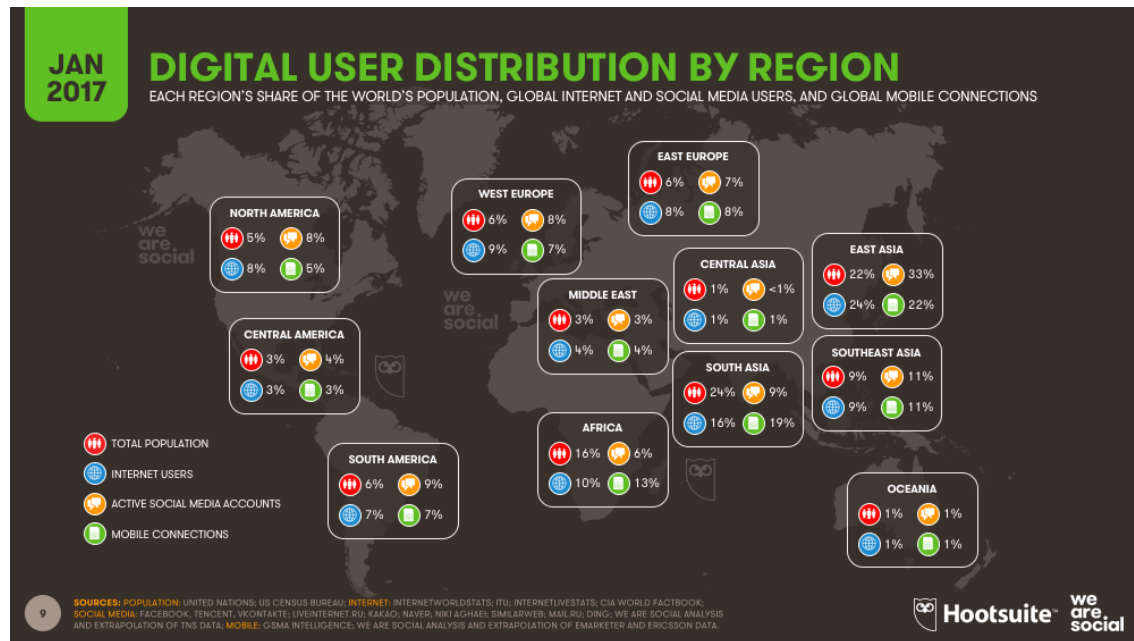 JAN
2017
DIGITAL USER DISTRIBUTION BY REGION
EACH REGION'S SHARE OF THE WORLD'S POPULATION, GLOBAL INTERNET AND SOCIAL MEDIA USERS, AND GLOBAL MOBILE CONNECTIONS
EAST EUROPE
6% 7%
8% 8%
WEST EUROPE
6% 8%
9% 7%
NORTH AMERICA
5% 8%
8% 5%
we
are
social
EAST ASIA
22% 33%
24% 22%
CENTRAL ASIA
1% <1%
1% 1%
MIDDLE EAST
3% 3%
4% 4%
we
are
social
CENTRAL AMERICA
3% 4%
3% 3%
SOUTHEAST ASIA
9% 11%
9% 11%
SOUTH ASIA
24% 9%
16% 19%
AFRICA
16% 6%
10% 13%
SOUTH AMERICA
6% 9%
7% 7%
OCEANIA
1% 1%
1% 1%
TOTAL POPULATION
INTERNET USERS
ACTIVE SOCIAL MEDIA ACCOUNTS
MOBILE CONNECTIONS
9
SOURCES: POPULATION: UNITED NATIONS; US CENSUS BUREAU; INTERNET: INTERNETWORLDSTATS; ITU; INTERNETLIVESTATS; CIA WORLD FACTBOOK;
SOCIAL MEDIA: FACEBOOK, TENCENT, VKONTAKTE; LIVEINTERNET.RU; KAKAO; NAVER; NIKI AGHAEI; SIMILARWEB; MAIL.RU; DING; WE ARE SOCIAL ANALYSIS
AND EXTRAPOLATION OF TNS DATA; MOBILE: GSMA INTELLIGENCE; WE ARE SOCIAL ANALYSIS AND EXTRAPOLATION OF EMARKETER AND ERICSSON DATA.
Hootsuite™
we
are
social